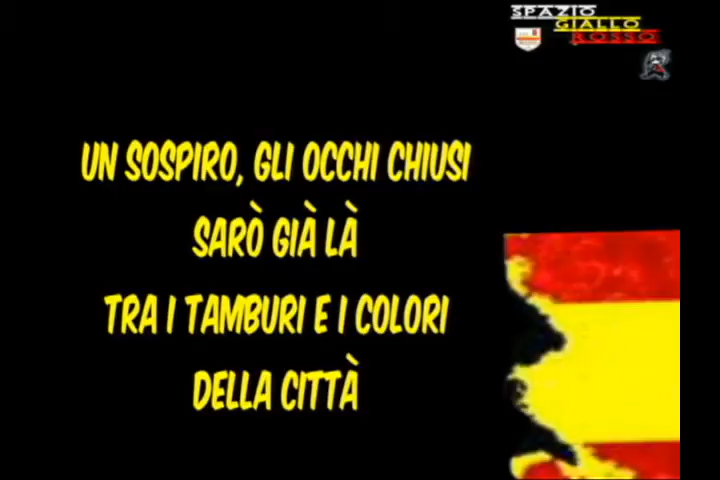 SPAZIO
GIALLO
ROSSO
UN SOSPIRO, GLI OCCHI CHIUSI
SARÒ GIÀ LÀ
TRA I TAMBURI E I COLORI
DELLA CITTÀ